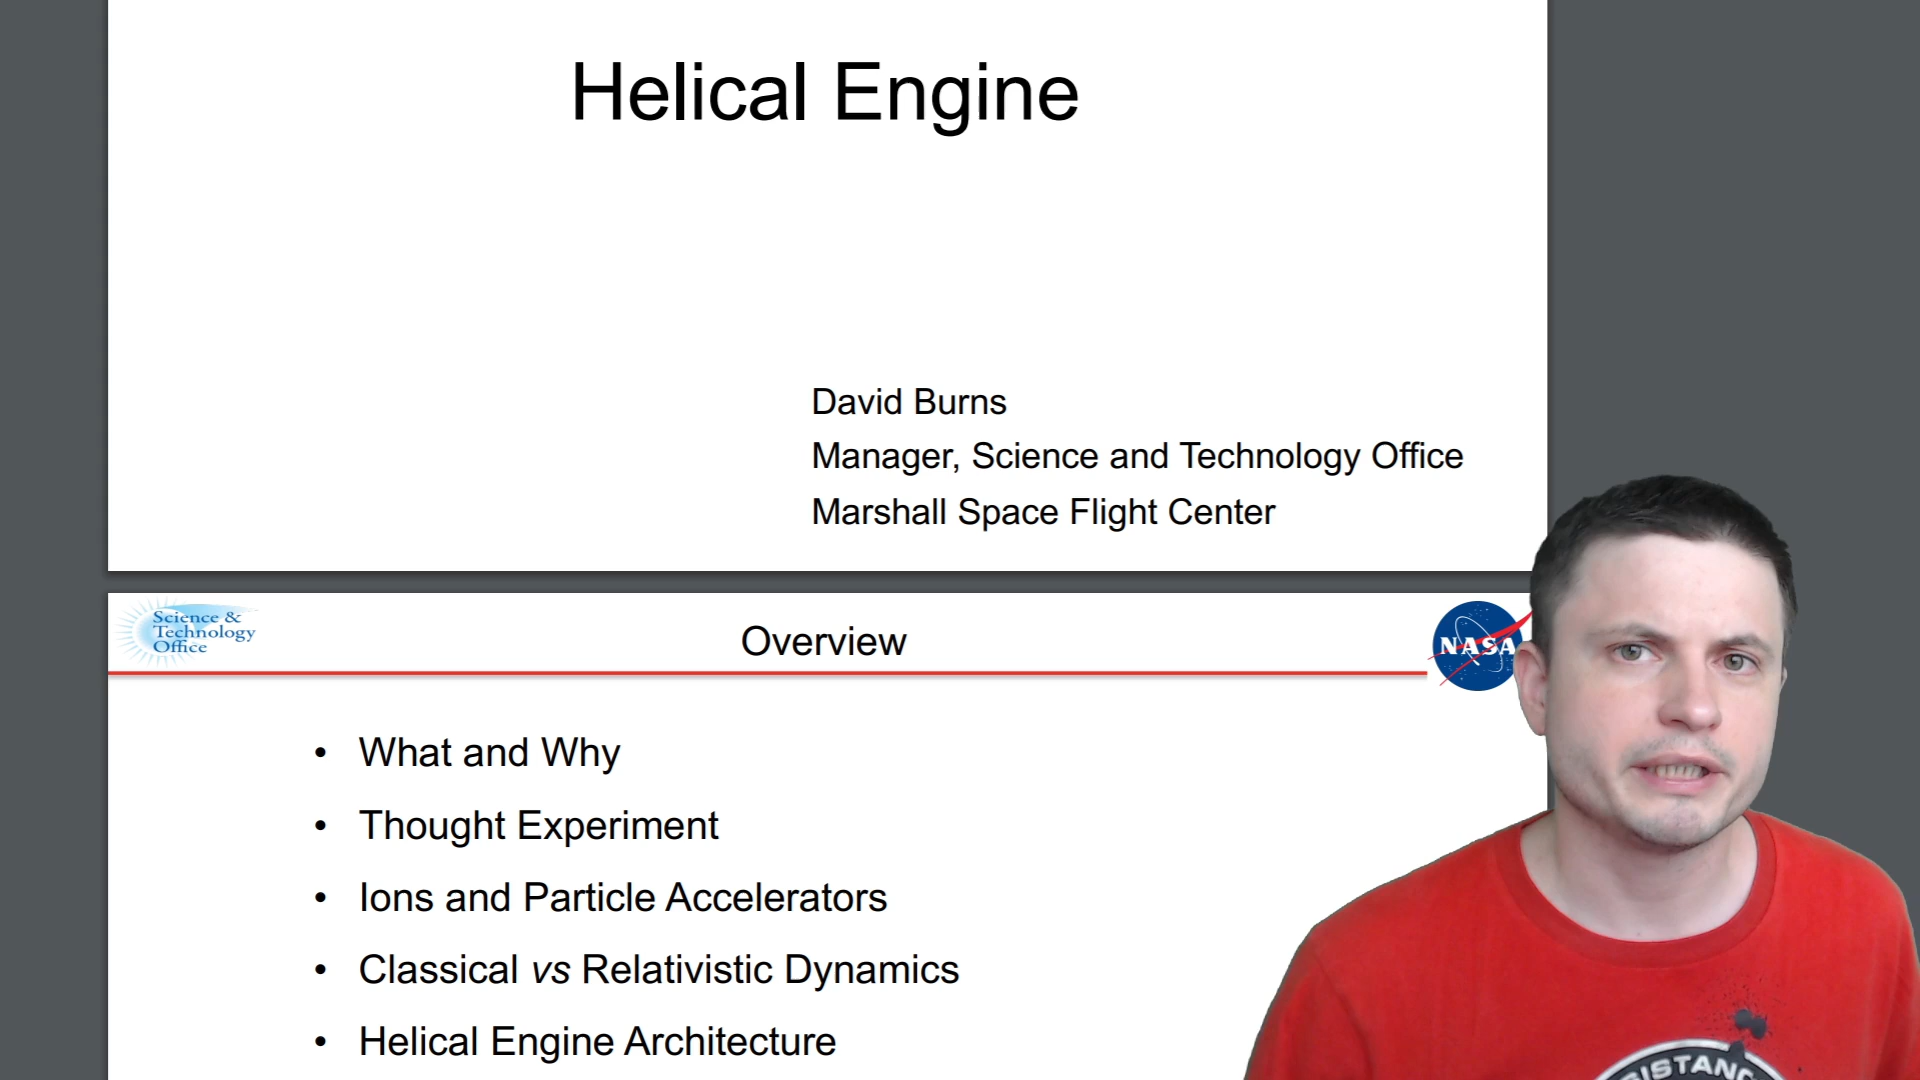 Helical Engine
David Burns
Manager, Science and Technology Office
Marshall Space Flight Center
Science &
Technology
Office
Overview
NASA
• What and Why
• Thought Experiment
• Ions and Particle Accelerators
• Classical vs Relativistic Dynamics
• Helical Engine Architecture